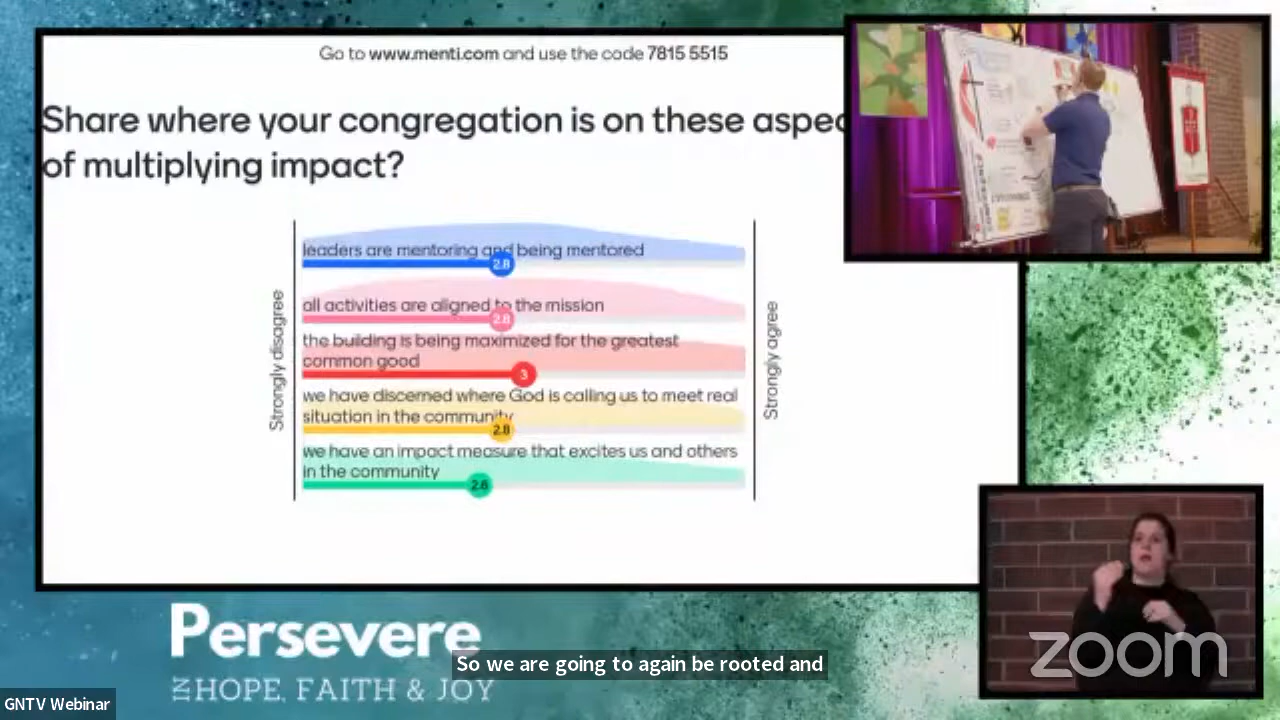 Go to www.menti.com and use the code 7815 5515
Share where your congregation is on these aspec
of multiplying impact?
Strongly disagree
leaders are mentoring and being mentored
2.8
all activities are aligned to the mission
2.8
the building is being maximized for the greatest
common good
3
we have discerned where God is calling us to meet real
situation in the community
2.8
we have an impact measure that excites us and others
in the community
2.6
Strongly agree
Persevere
IN HOPE, FAITH & JOY
So we are going to again be rooted and
GNTV Webinar
zoom